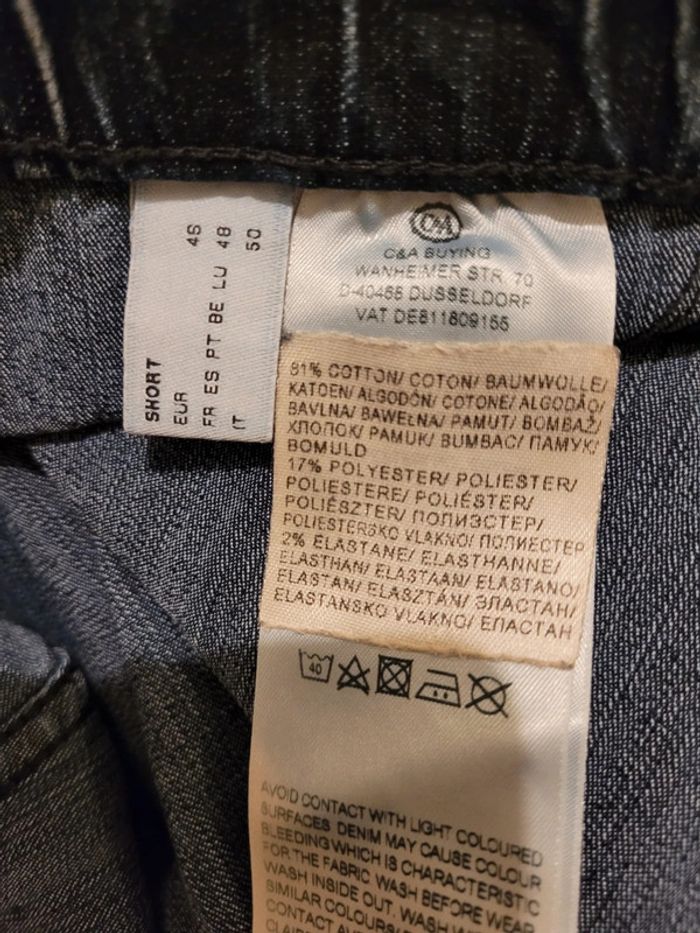 SHORT
EUR 46
FR ES PT BE LU 48
IT 50
C&A
C&A BUYING
WANHEIMER STR. 70
D-40468 DUSSELDORF
VAT DE811809155
81% COTTON/ COTON/ BAUMWOLLE/
KATOEN/ ALGODÓN/ COTONE/ ALGODÃO/
BAVLNA/ BAWEŁNA/ PAMUT/ BOMBAŽ/
ХЛОПОК/ PAMUK/ BUMBAC/ ПАМУК/
BOMULD
17% POLYESTER/ POLIESTER/
POLIESTERE/ POLIÉSTER/
POLIÉSZTER/ ПОЛИЭСТЕР/
POLIESTERSKO VLAKNO/ ПОЛИЕСТЕР
2% ELASTANE/ ELASTHANNE/
ELASTHAN/ ELASTAAN/ ELASTANO/
ELASTAN/ ELASZTÁN/ ЭЛАСТАН/
ELASTANSKO VLAKNO/ ЕЛАСТАН
40
AVOID CONTACT WITH LIGHT COLOURED
SURFACES DENIM MAY CAUSE COLOUR
BLEEDING WHICH IS CHARACTERISTIC
FOR THE FABRIC WASH BEFORE WEAR
WASH INSIDE OUT. WASH WITH
SIMILAR COLOURS/
CONTACT